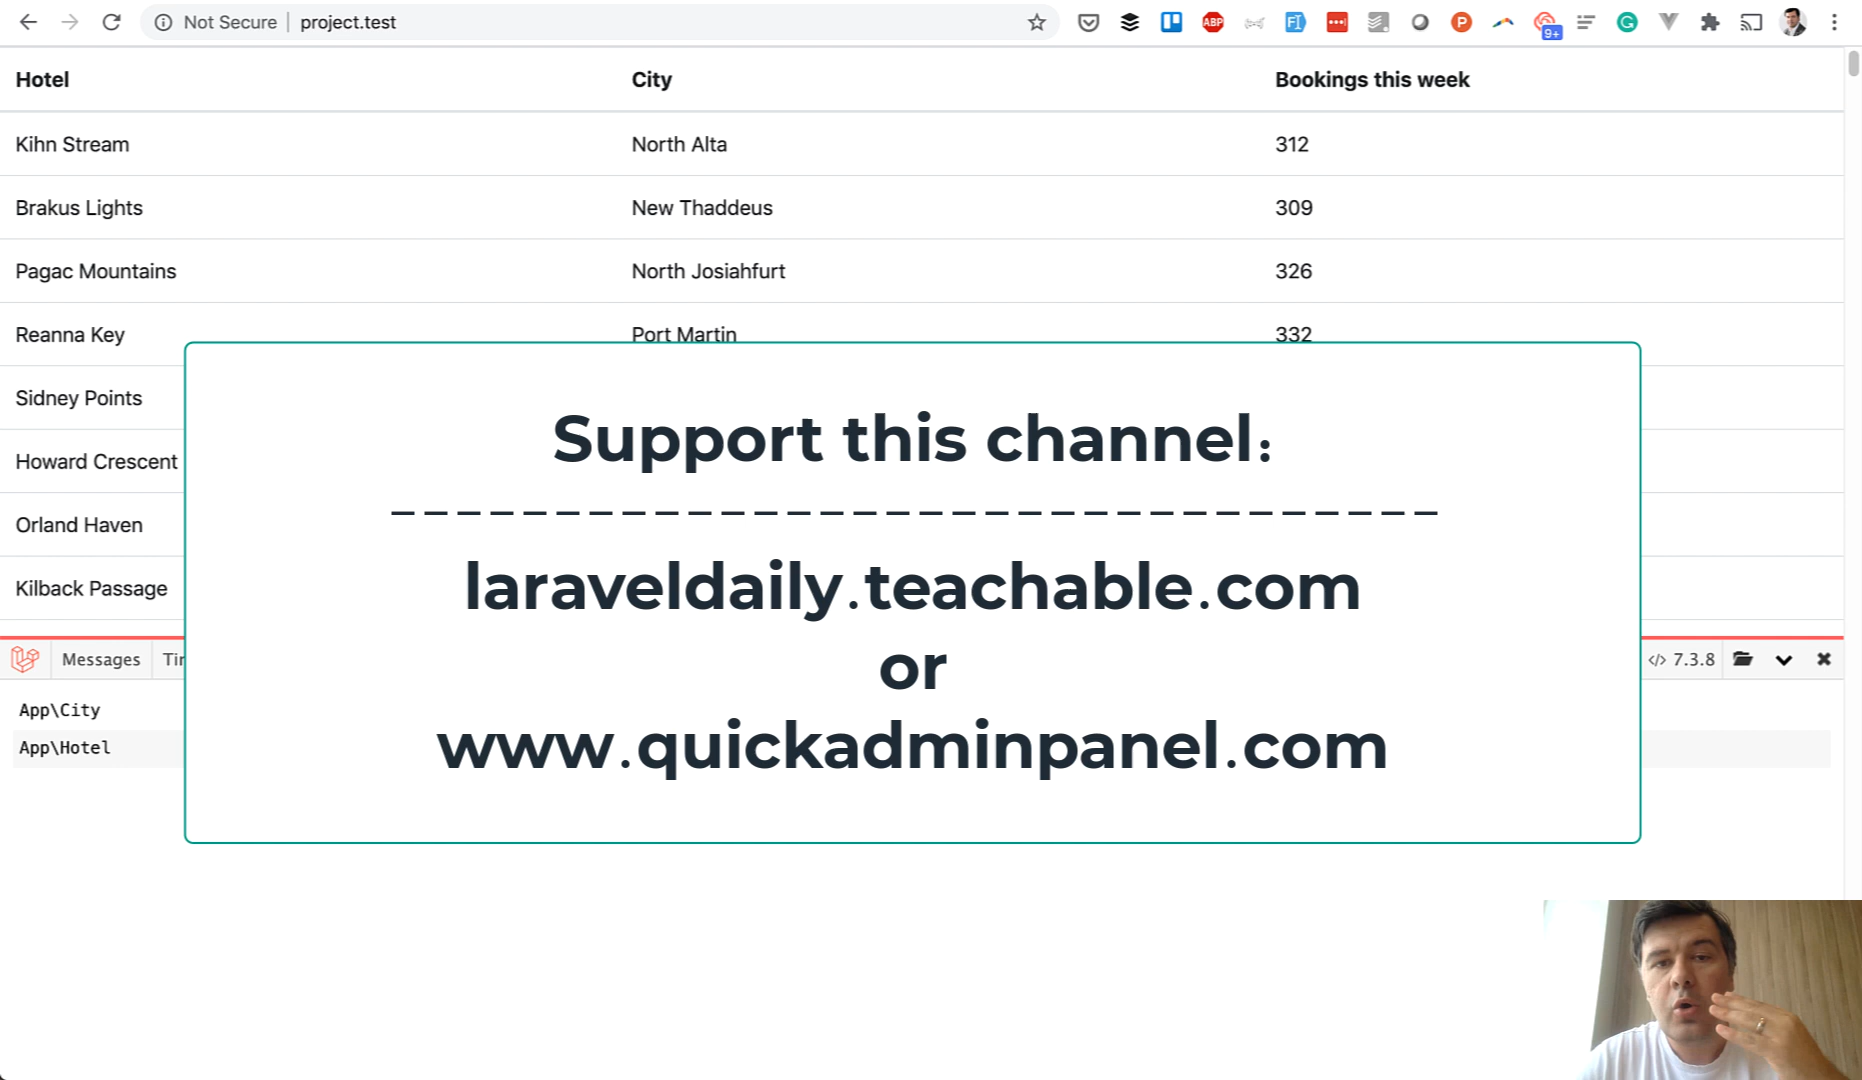 Not Secure | project.test
ABP
9+
Hotel City Bookings this week
Kihn Stream North Alta 312
Brakus Lights New Thaddeus 309
Pagac Mountains North Josiahfurt 326
Reanna Key Port Martin 332
Sidney Points
Howard Crescent
Orland Haven
Kilback Passage
Support this channel:
--------------------------------
laraveldaily.teachable.com
or
www.quickadminpanel.com
Messages </> 7.3.8
App\City
App\Hotel